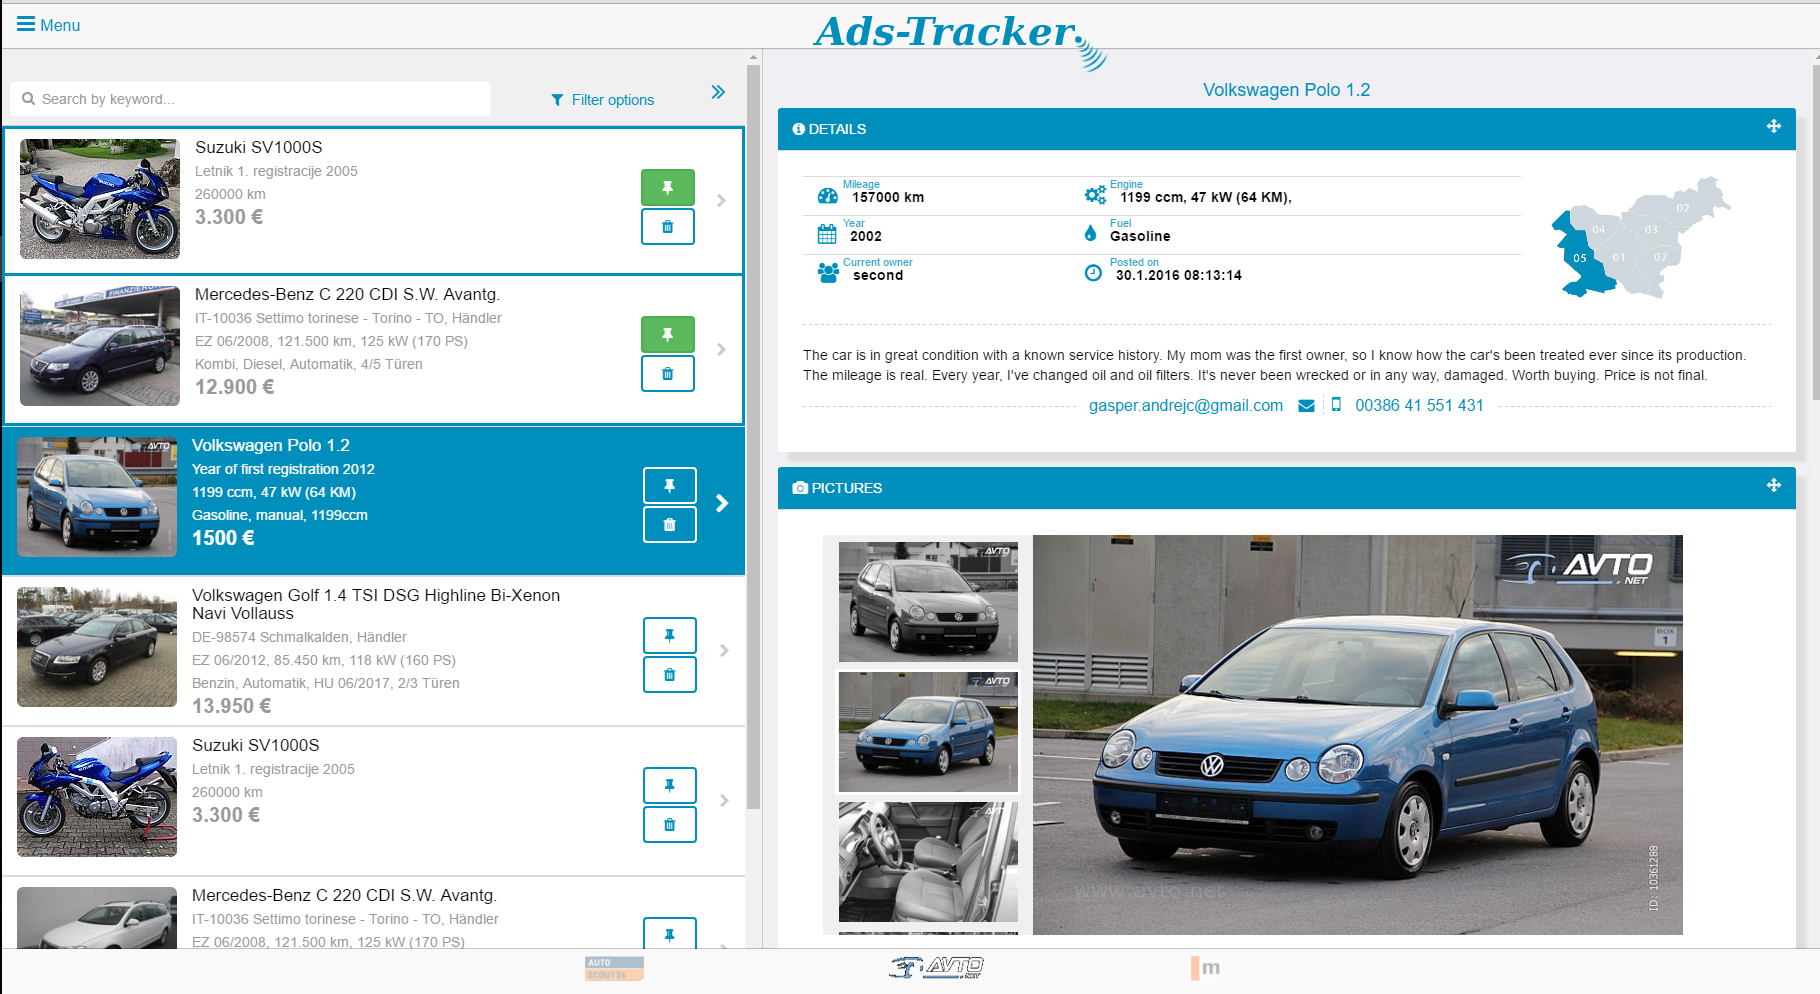 Menu
Ads-Tracker
Search by keyword...
Filter options
Suzuki SV1000S
Letnik 1. registracije 2005
260000 km
3.300 €
FINANZIERUNG
Mercedes-Benz C 220 CDI S.W. Avantg.
IT-10036 Settimo torinese - Torino - TO, Händler
EZ 06/2008, 121.500 km, 125 kW (170 PS)
Kombi, Diesel, Automatik, 4/5 Türen
12.900 €
AVTO
Volkswagen Polo 1.2
Year of first registration 2012
1199 ccm, 47 kW (64 KM)
Gasoline, manual, 1199ccm
1500 €
Volkswagen Golf 1.4 TSI DSG Highline Bi-Xenon
Navi Vollauss
DE-98574 Schmalkalden, Händler
EZ 06/2012, 85.450 km, 118 kW (160 PS)
Benzin, Automatik, HU 06/2017, 2/3 Türen
13.950 €
Suzuki SV1000S
Letnik 1. registracije 2005
260000 km
3.300 €
Mercedes-Benz C 220 CDI S.W. Avantg.
IT-10036 Settimo torinese - Torino - TO, Händler
EZ 06/2008, 121.500 km, 125 kW (170 PS)
Volkswagen Polo 1.2
DETAILS
Mileage
157000 km
Engine
1199 ccm, 47 kW (64 KM),
Year
2002
Fuel
Gasoline
Current owner
second
Posted on
30.1.2016 08:13:14
02
04
03
05
01
07
The car is in great condition with a known service history. My mom was the first owner, so I know how the car's been treated ever since its production.
The mileage is real. Every year, I've changed oil and oil filters. It's never been wrecked or in any way, damaged. Worth buying. Price is not final.
gasper.andrejc@gmail.com
00386 41 551 431
PICTURES
AVTO
AVTO
AVTO
AVTO
NET
BOX
1
www.avto.net
ID: 10361288
AUTO
SCOUT24
AVTO
NET
m